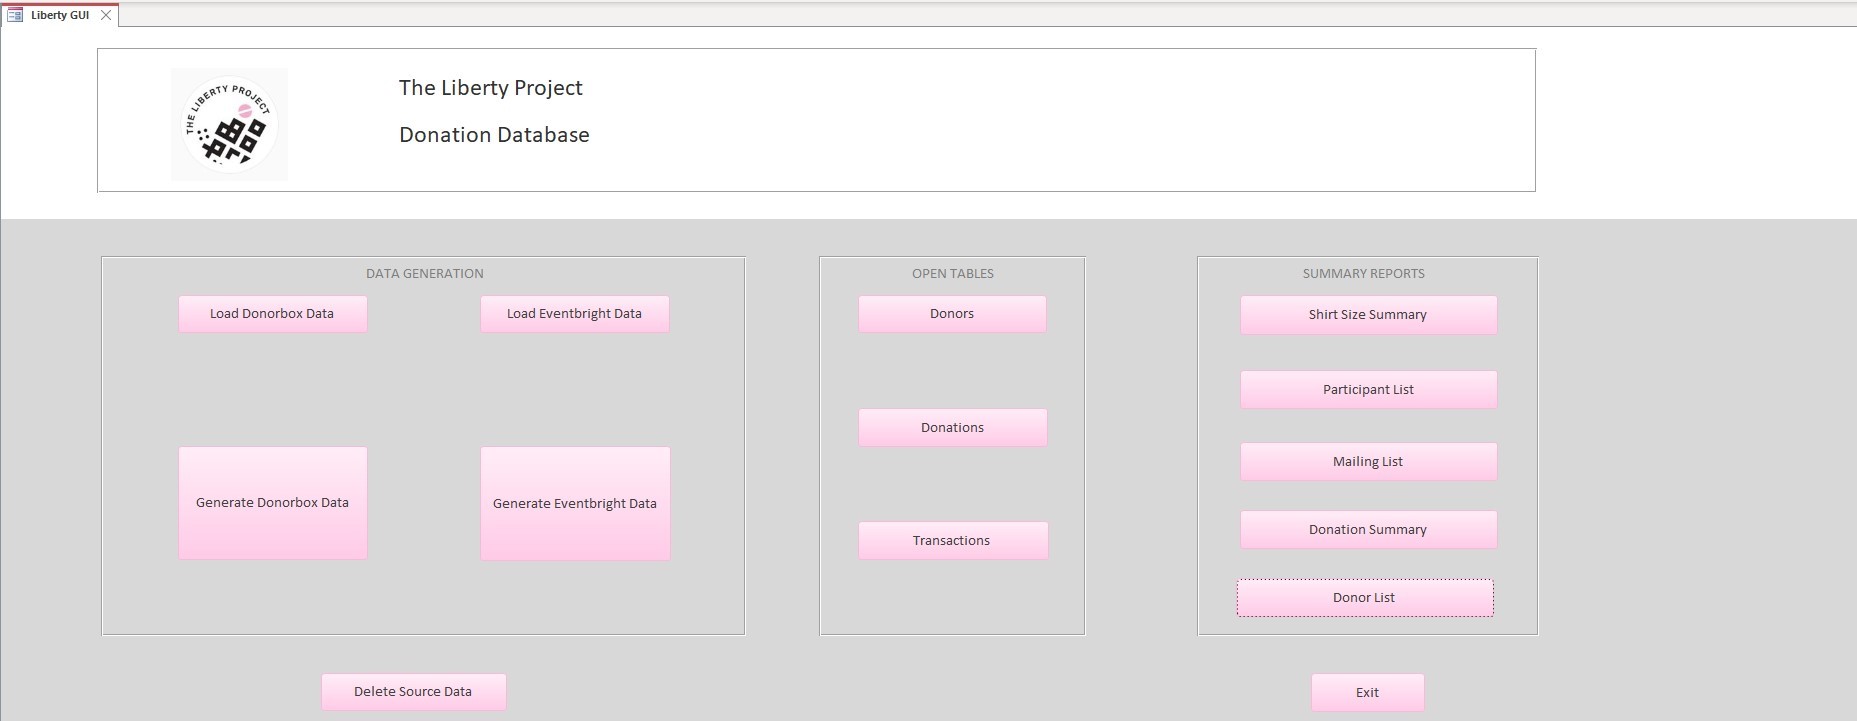 Liberty GUI
THE LIBERTY PROJECT
The Liberty Project
Donation Database
DATA GENERATION
Load Donorbox Data
Load Eventbright Data
Generate Donorbox Data
Generate Eventbright Data
OPEN TABLES
Donors
Donations
Transactions
SUMMARY REPORTS
Shirt Size Summary
Participant List
Mailing List
Donation Summary
Donor List
Delete Source Data
Exit